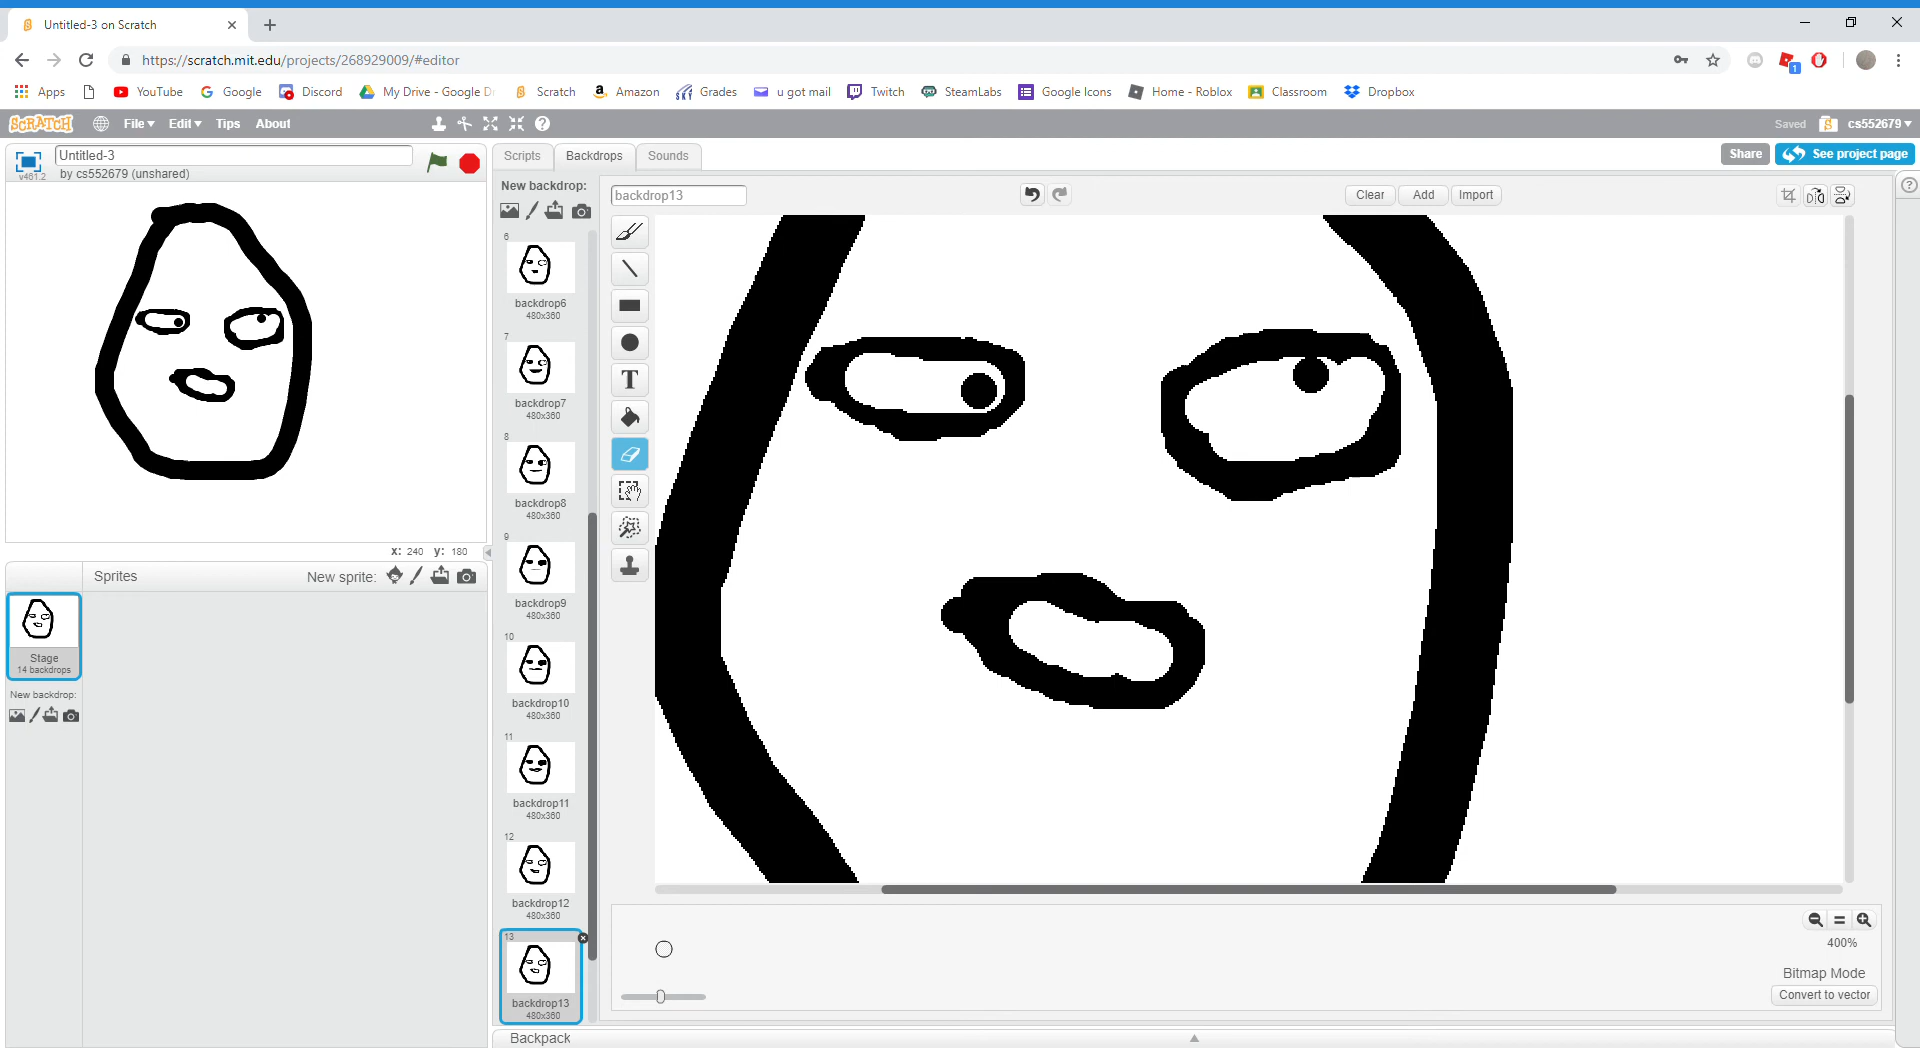 Untitled-3 on Scratch
https://scratch.mit.edu/projects/268929009/#editor
1
Apps
YouTube
Google
Discord
My Drive - Google D
Scratch
Amazon
Grades
u got mail
Twitch
SteamLabs
Google Icons
Home - Roblox
Classroom
Dropbox
SCRATCH
File
Edit
Tips
About
Saved
cs552679
v461.2
Untitled-3
by cs552679 (unshared)
Scripts
Backdrops
Sounds
Share
See project page
New backdrop:
backdrop13
Clear
Add
Import
T
6
backdrop6
480x360
7
backdrop7
480x360
8
backdrop8
480x360
9
backdrop9
480x360
10
backdrop10
480x360
11
backdrop11
480x360
12
backdrop12
480x360
13
backdrop13
480x360
x: 240 y: 180
Sprites
New sprite:
Stage
14 backdrops
New backdrop:
400%
Bitmap Mode
Convert to vector
Backpack